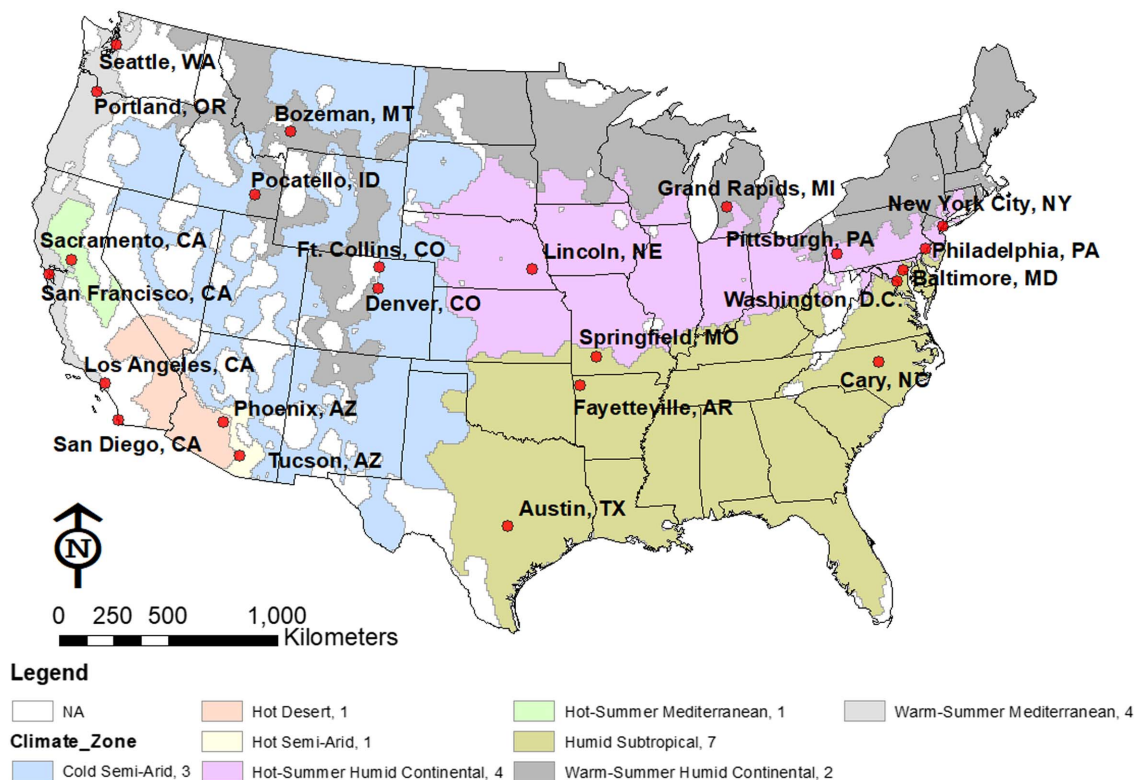 Seattle, WA
Portland, OR
Bozeman, MT
Pocatello, ID
Grand Rapids, MI
New York City, NY
Sacramento, CA
Ft. Collins, CO
Lincoln, NE
Pittsburgh, PA
Philadelphia, PA
San Francisco, CA
Denver, CO
Baltimore, MD
Washington, D.C.
Springfield, MO
Los Angeles, CA
Cary, NC
Phoenix, AZ
Fayetteville, AR
San Diego, CA
Tucson, AZ
Austin, TX
N
0 250 500 1,000
Kilometers
Legend
NA
Hot Desert, 1
Hot-Summer Mediterranean, 1
Warm-Summer Mediterranean, 4
Climate_Zone
Hot Semi-Arid, 1
Humid Subtropical, 7
Cold Semi-Arid, 3
Hot-Summer Humid Continental, 4
Warm-Summer Humid Continental, 2